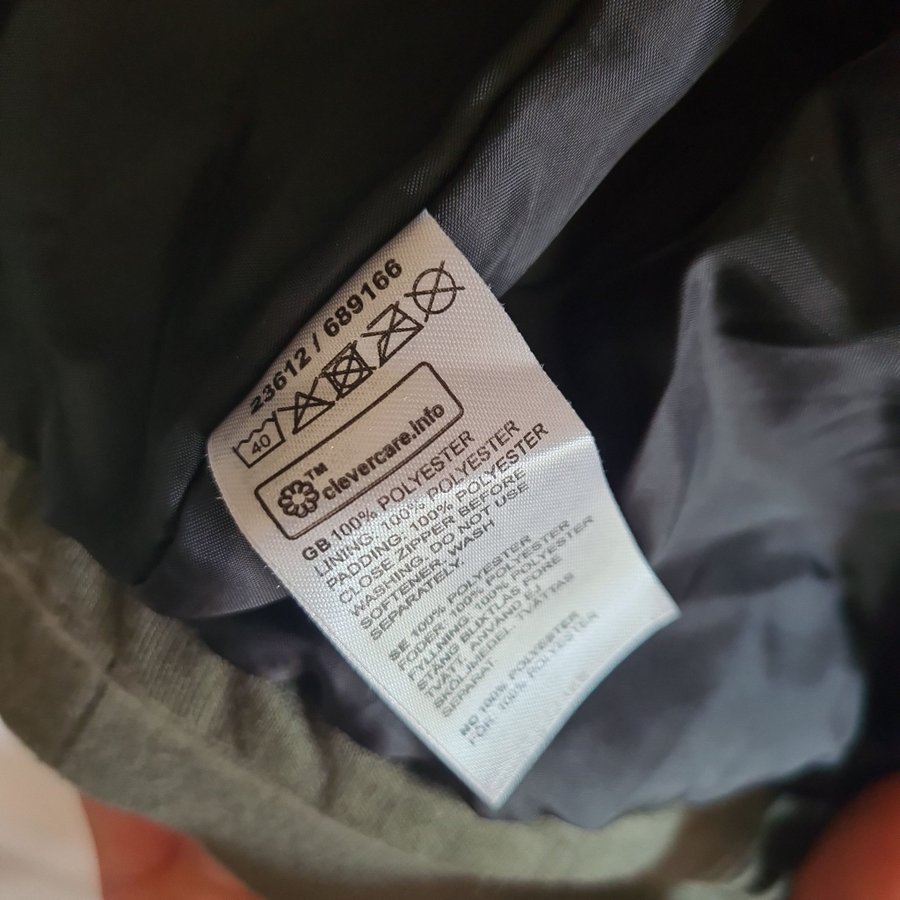 23612 / 689166
40
TM
clevercare.info
GB 100% POLYESTER
LINING. 100% POLYESTER
PADDING. 100% POLYESTER
CLOSE ZIPPER BEFORE
WASHING. DO NOT USE
SOFTENER. WASH
SEPARATELY.
SE 100% POLYESTER
FODER. 100% POLYESTER
FYLLNING 100% POLYESTER
STÄNG BLIXTLÅS FÖRE
TVÄTT. ANVÄND EJ
SKÖLJMEDEL. TVÄTTAS
SEPARAT
NO 100% POLYESTER
FÔR. 100% POLYESTER